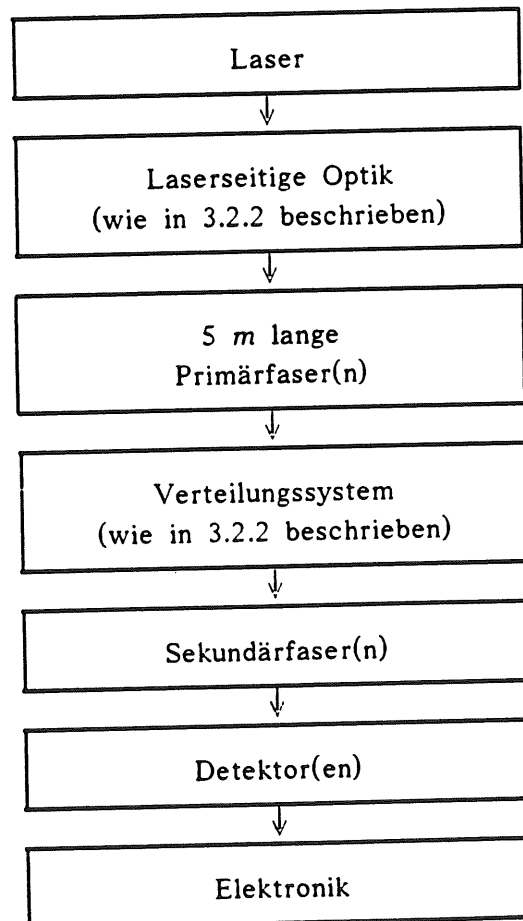 Laser
Laserseitige Optik
(wie in 3.2.2 beschrieben)
5 m lange
Primärfaser(n)
Verteilungssystem
(wie in 3.2.2 beschrieben)
Sekundärfaser(n)
Detektor(en)
Elektronik